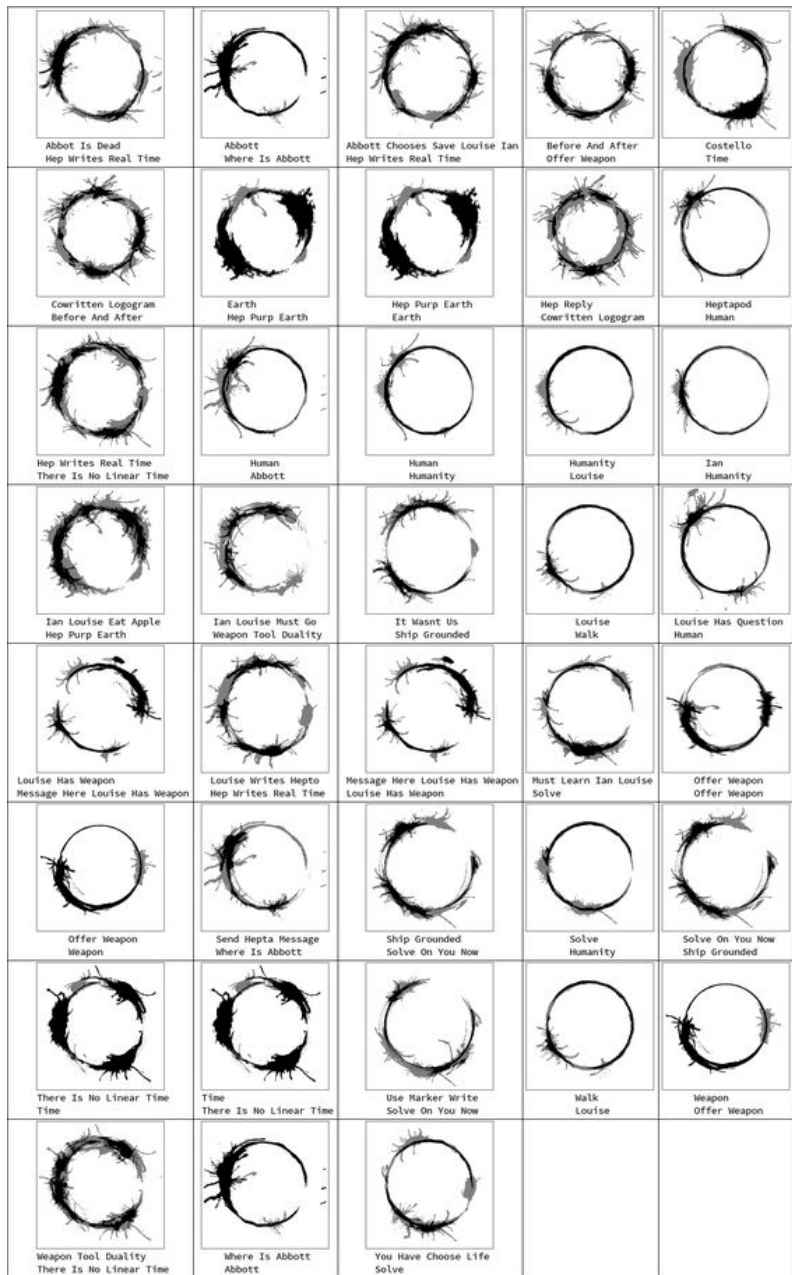 Abbot Is Dead
Hep Writes Real Time
Abbott
Where Is Abbott
Abbott Chooses Save Louise Ian
Hep Writes Real Time
Before And After
Offer Weapon
Costello
Time
Cowritten Logogram
Before And After
Earth
Hep Purp Earth
Hep Purp Earth
Earth
Hep Reply
Cowritten Logogram
Heptapod
Human
Hep Writes Real Time
There Is No Linear Time
Human
Abbott
Human
Humanity
Humanity
Louise
Ian
Humanity
Ian Louise Eat Apple
Hep Purp Earth
Ian Louise Must Go
Weapon Tool Duality
It Wasnt Us
Ship Grounded
Louise
Walk
Louise Has Question
Human
Louise Has Weapon
Message Here Louise Has Weapon
Louise Writes Hepto
Hep Writes Real Time
Message Here Louise Has Weapon
Louise Has Weapon
Must Learn Ian Louise
Solve
Offer Weapon
Offer Weapon
Offer Weapon
Weapon
Send Hepta Message
Where Is Abbott
Ship Grounded
Solve On You Now
Solve
Humanity
Solve On You Now
Ship Grounded
There Is No Linear Time
Time
Time
There Is No Linear Time
Use Marker Write
Solve On You Now
Walk
Louise
Weapon
Offer Weapon
Weapon Tool Duality
There Is No Linear Time
Where Is Abbott
Abbott
You Have Choose Life
Solve